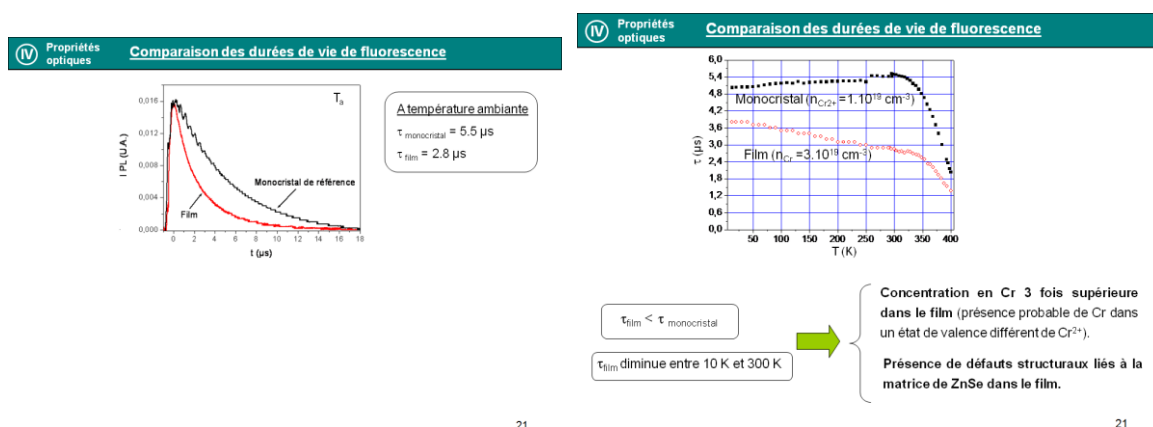 IV Propriétés optiques
Comparaison des durées de vie de fluorescence
0,016
0,012
0,008
0,004
0,000
I PL (U.A.)
Ta
Monocristal de référence
Film
0 2 4 6 8 10 12 14 16 18
t (µs)
A température ambiante
τ monocristal = 5.5 µs
τ film = 2.8 µs
21
IV Propriétés optiques
Comparaison des durées de vie de fluorescence
6,0
5,4
4,8
4,2
3,6
3,0
2,4
1,8
1,2
0,6
0,0
τ (µs)
Monocristal (nCr2+ =1.10¹⁹ cm⁻³)
Film (nCr =3.10¹⁹ cm⁻³)
50 100 150 200 250 300 350 400
T (K)
τfilm < τ monocristal
τfilm diminue entre 10 K et 300 K
Concentration en Cr 3 fois supérieure
dans le film (présence probable de Cr dans
un état de valence différent de Cr²⁺).
Présence de défauts structuraux liés à la
matrice de ZnSe dans le film.
21